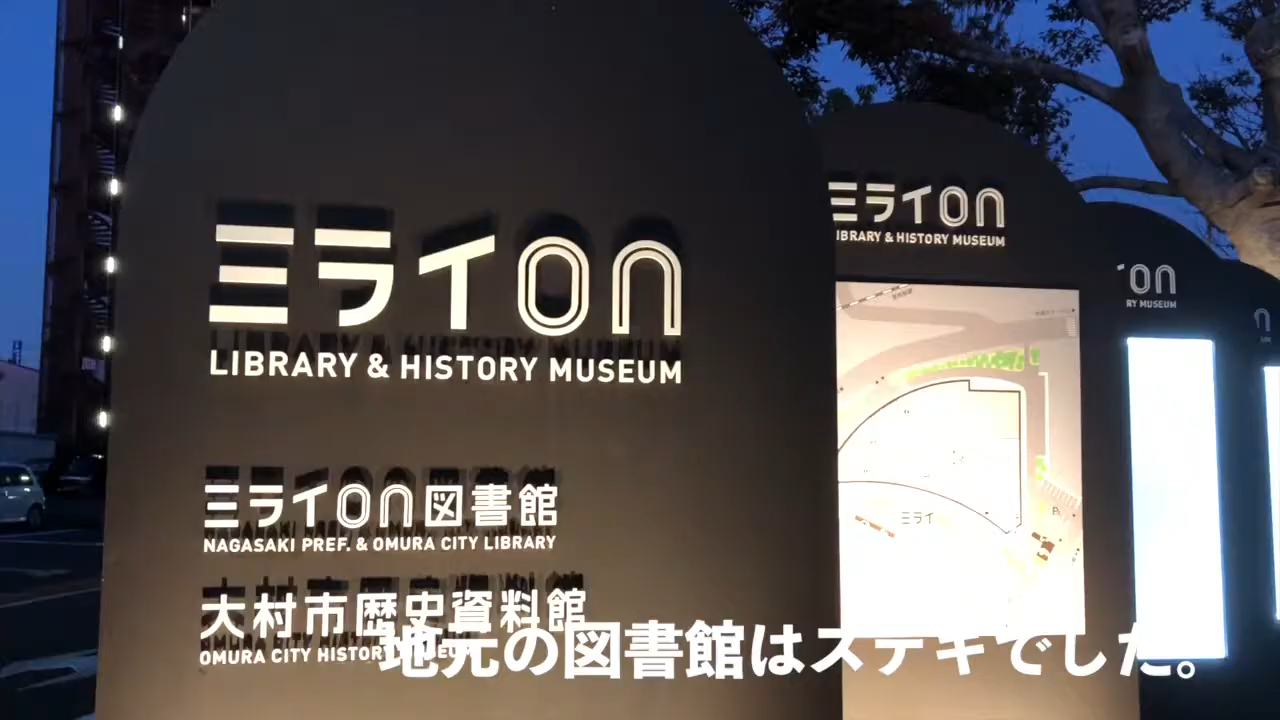 ミライon
LIBRARY & HISTORY MUSEUM
ミライon図書館
NAGASAKI PREF. & OMURA CITY LIBRARY
大村市歴史資料館
OMURA CITY HISTORY MUSEUM
地元の図書館はステキでした。
ミライon
LIBRARY & HISTORY MUSEUM
ミライ
on
RY MUSEUM